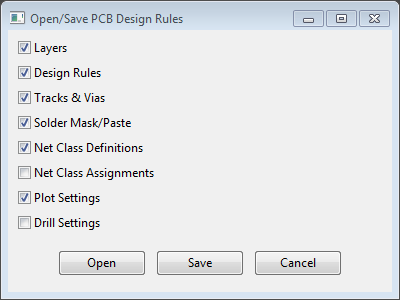 Open/Save PCB Design Rules
Layers
Design Rules
Tracks & Vias
Solder Mask/Paste
Net Class Definitions
Net Class Assignments
Plot Settings
Drill Settings
Open Save Cancel